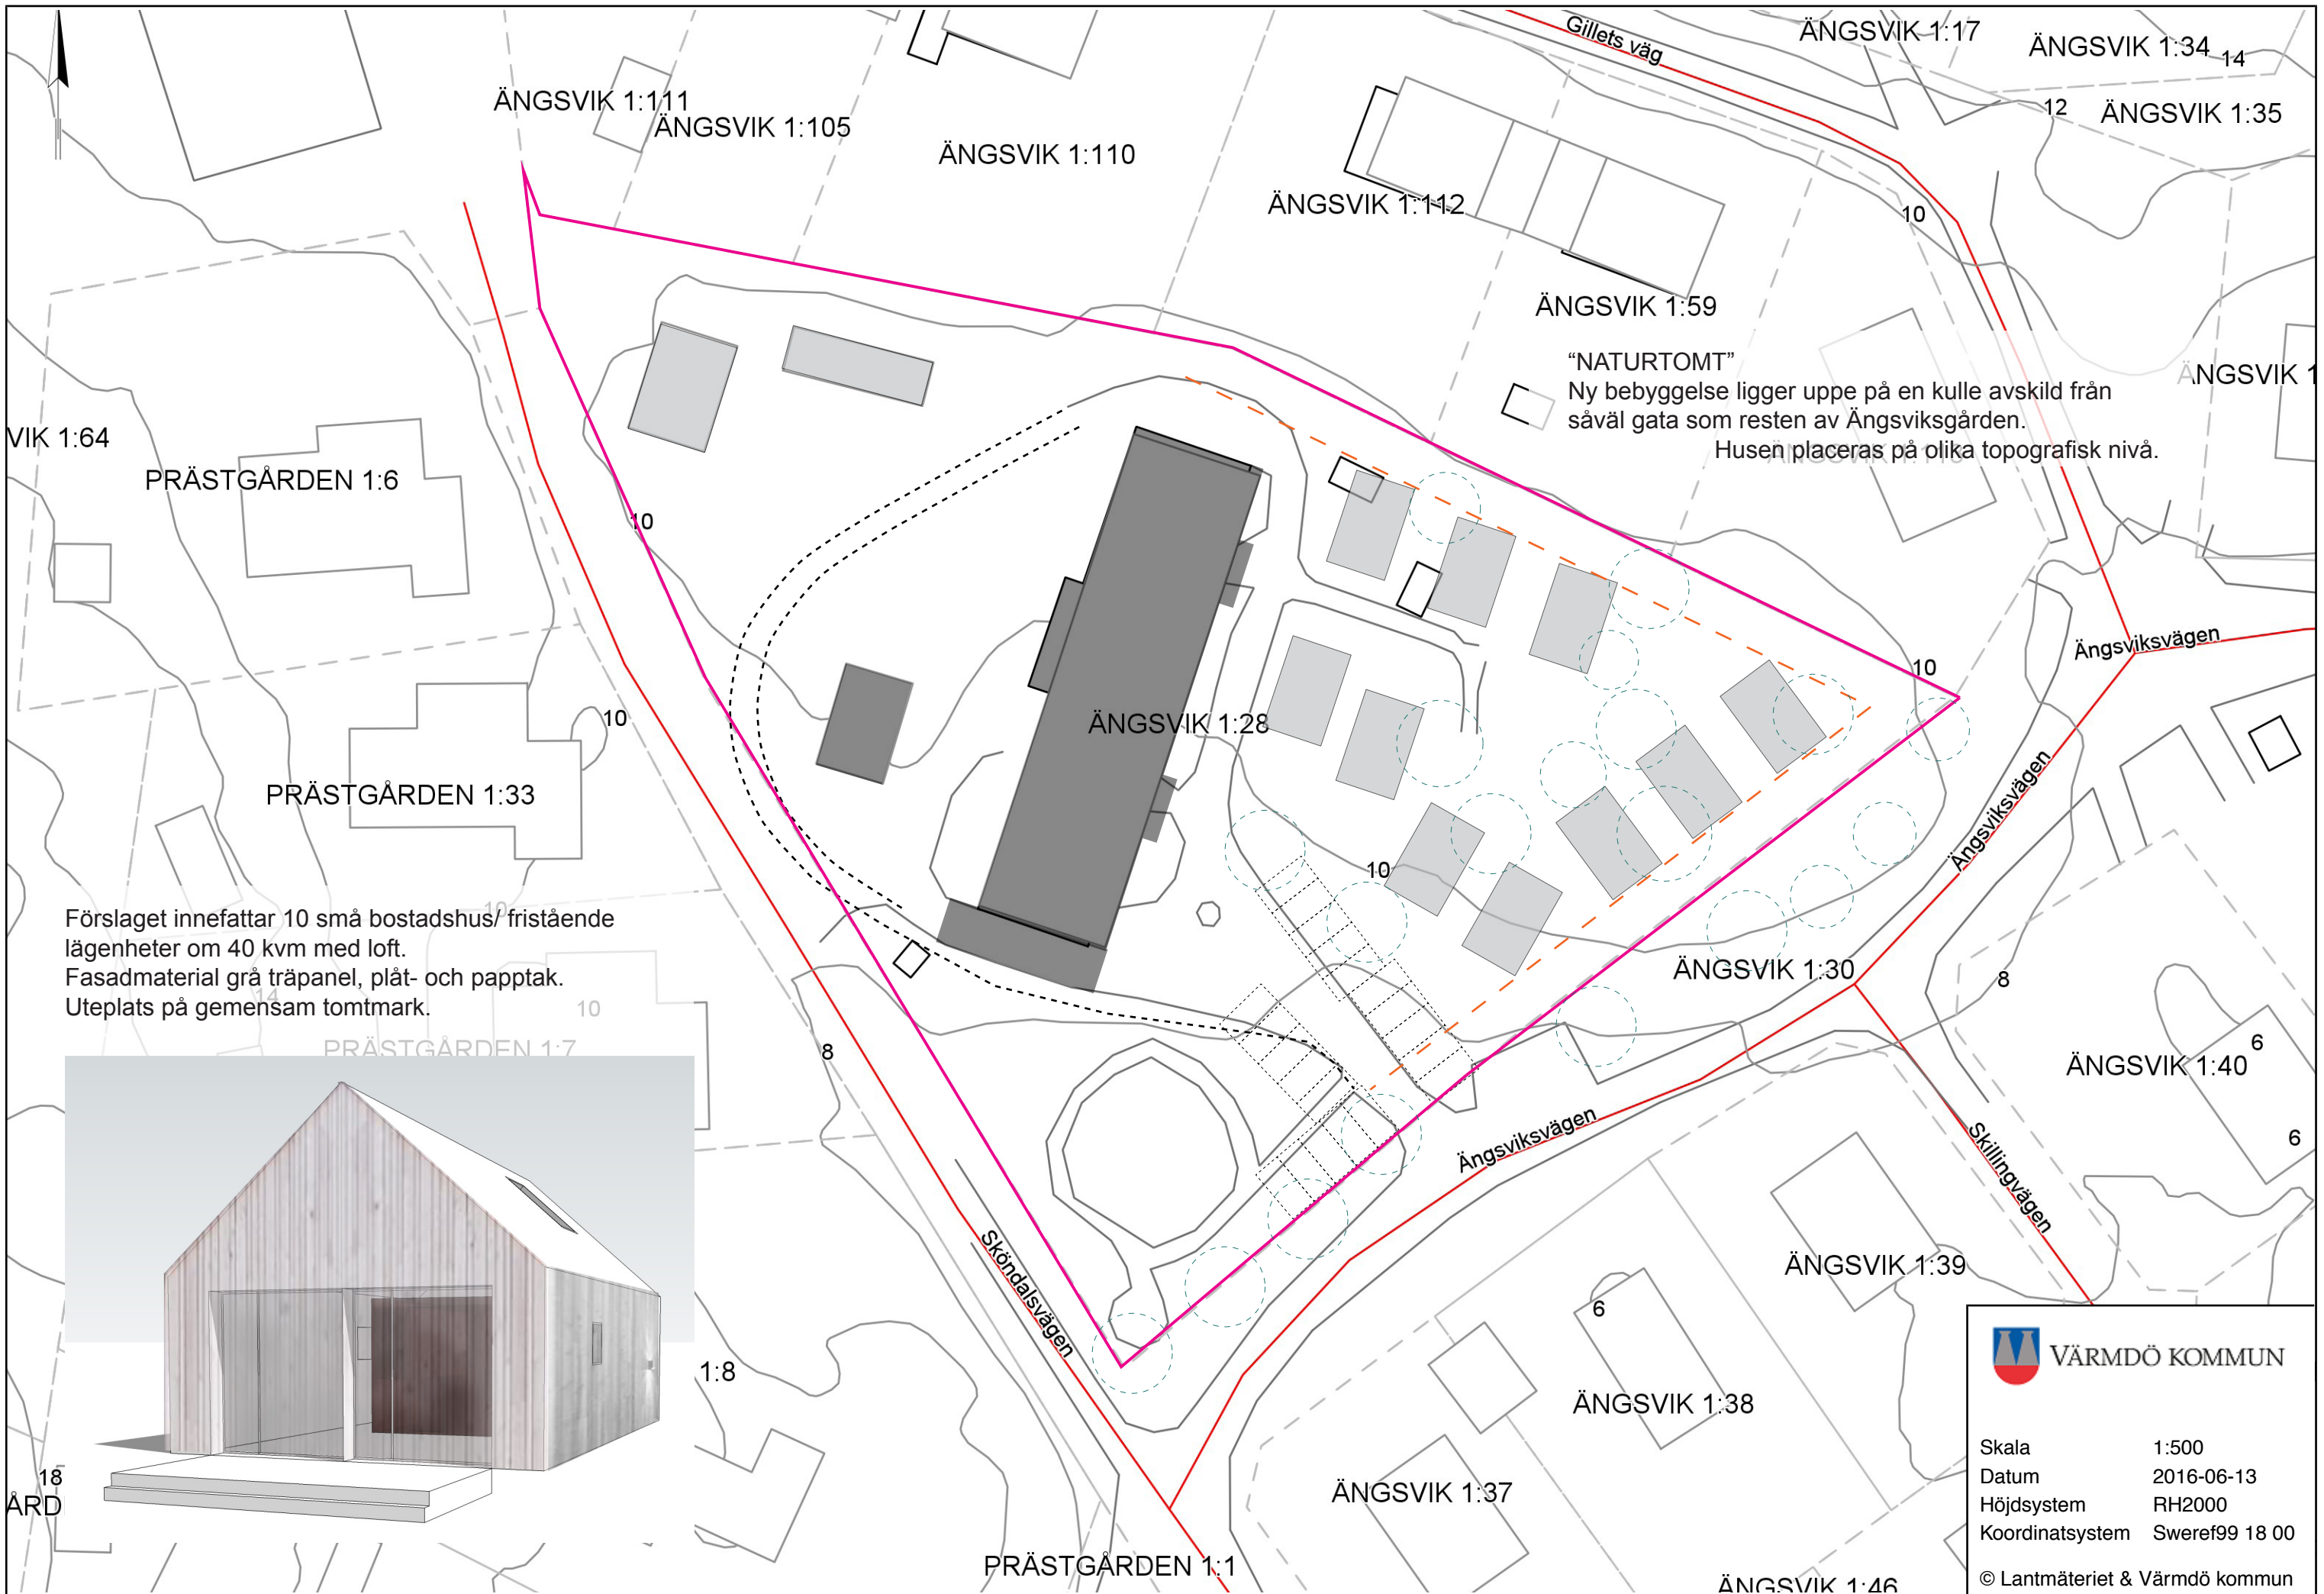 Gillets väg
ÄNGSVIK 1:17
ÄNGSVIK 1:34
14
ÄNGSVIK 1:111
ÄNGSVIK 1:105
12
ÄNGSVIK 1:35
ÄNGSVIK 1:110
ÄNGSVIK 1:112
10
ÄNGSVIK 1:59
“NATURTOMT”
Ny bebyggelse ligger uppe på en kulle avskild från
såväl gata som resten av Ängsviksgården.
Husen placeras på olika topografisk nivå.
ÄNGSVIK 1
VIK 1:64
PRÄSTGÅRDEN 1:6
10
Ängsviksvägen
10
10
ÄNGSVIK 1:28
PRÄSTGÅRDEN 1:33
Ängsviksvägen
10
10
Förslaget innefattar 10 små bostadshus/ fristående
lägenheter om 40 kvm med loft.
Fasadmaterial grå träpanel, plåt- och papptak.
Uteplats på gemensam tomtmark.
14
10
PRÄSTGÅRDEN 1:7
ÄNGSVIK 1:30
8
8
ÄNGSVIK 1:40
6
6
Ängsviksvägen
Skillingvägen
Sköndalsvägen
ÄNGSVIK 1:39
6
1:8
ÄNGSVIK 1:38
18
ÅRD
ÄNGSVIK 1:37
PRÄSTGÅRDEN 1:1
ÄNGSVIK 1:46
VÄRMDÖ KOMMUN
Skala 1:500
Datum 2016-06-13
Höjdsystem RH2000
Koordinatsystem Sweref99 18 00
© Lantmäteriet & Värmdö kommun